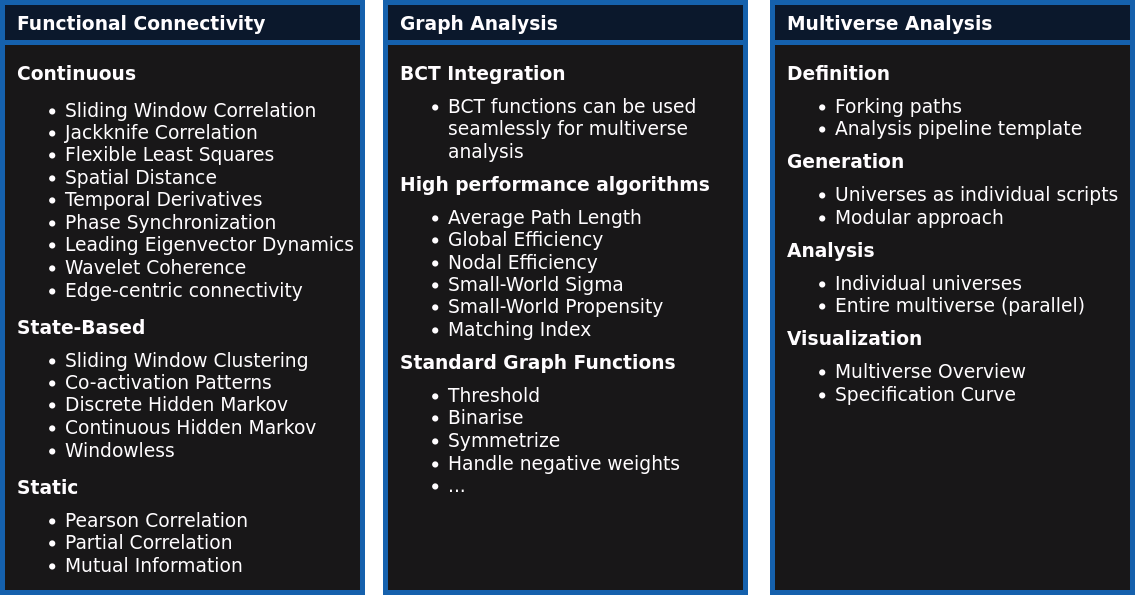 Functional Connectivity
Continuous
• Sliding Window Correlation
• Jackknife Correlation
• Flexible Least Squares
• Spatial Distance
• Temporal Derivatives
• Phase Synchronization
• Leading Eigenvector Dynamics
• Wavelet Coherence
• Edge-centric connectivity
State-Based
• Sliding Window Clustering
• Co-activation Patterns
• Discrete Hidden Markov
• Continuous Hidden Markov
• Windowless
Static
• Pearson Correlation
• Partial Correlation
• Mutual Information
Graph Analysis
BCT Integration
• BCT functions can be used
seamlessly for multiverse
analysis
High performance algorithms
• Average Path Length
• Global Efficiency
• Nodal Efficiency
• Small-World Sigma
• Small-World Propensity
• Matching Index
Standard Graph Functions
• Threshold
• Binarise
• Symmetrize
• Handle negative weights
• ...
Multiverse Analysis
Definition
• Forking paths
• Analysis pipeline template
Generation
• Universes as individual scripts
• Modular approach
Analysis
• Individual universes
• Entire multiverse (parallel)
Visualization
• Multiverse Overview
• Specification Curve